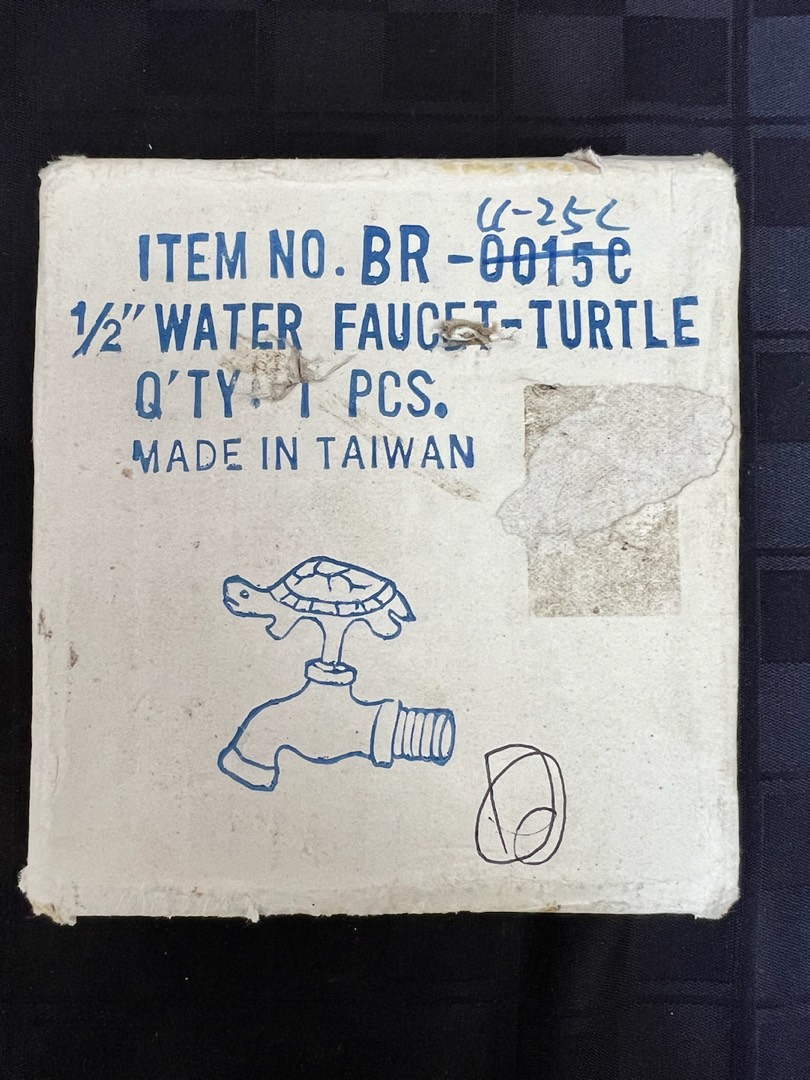 U-25C
ITEM NO. BR-0015C
1/2" WATER FAUCET-TURTLE
Q'TY: 1 PCS.
MADE IN TAIWAN